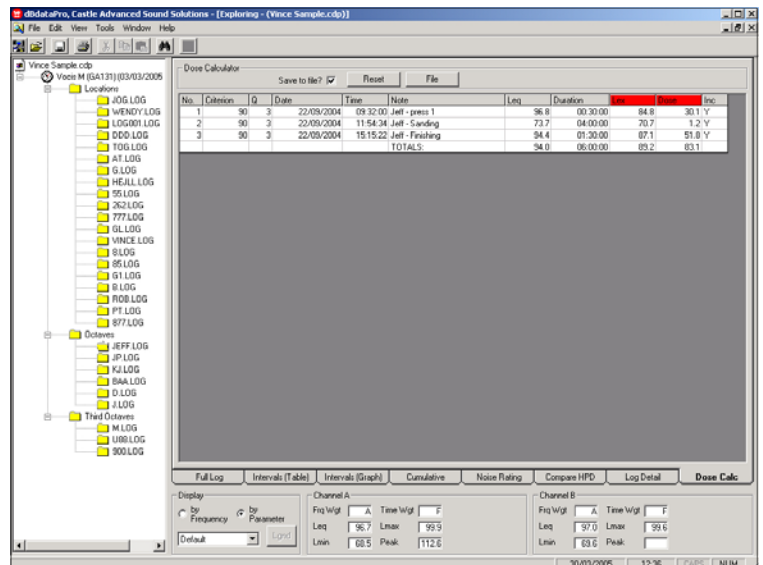 dBdataPro, Castle Advanced Sound Solutions - [Exploring - (Vince Sample.cdp)]
File Edit View Tools Window Help
Vince Sample.cdp
Vocis M (GA131)(03/03/2005
Locations
JOG.LOG
WENDY.LOG
LOG001.LOG
DDD.LOG
TOG.LOG
AT.LOG
G.LOG
HEJLL.LOG
55.LOG
262.LOG
777.LOG
GL.LOG
VINCE.LOG
8.LOG
85.LOG
G1.LOG
B.LOG
ROB.LOG
PT.LOG
877.LOG
Octaves
JEFF.LOG
JP.LOG
KJ.LOG
BAA.LOG
D.LOG
J.LOG
Third Octaves
M.LOG
U88.LOG
900.LOG
Dose Calculator
Save to file? Reset File
No. Criterion Q Date Time Note Leq Duration Lex Dose Inc
1 90 3 22/09/2004 09:32:00 Jeff - press 1 96.8 00:30:00 84.8 30.1 Y
2 90 3 22/09/2004 11:54:34 Jeff - Sanding 73.7 04:00:00 70.7 1.2 Y
3 90 3 22/09/2004 15:15:22 Jeff - Finishing 94.4 01:30:00 87.1 51.8 Y
TOTALS: 94.0 06:00:00 89.2 83.1
Full Log Intervals (Table) Intervals (Graph) Cumulative Noise Rating Compare HPD Log Detail Dose Calc
Display
by Frequency by Parameter
Default Lgnd
Channel A
Frq Wgt A Time Wgt F
Leq 96.7 Lmax 99.9
Lmin 68.5 Peak 112.6
Channel B
Frq Wgt A Time Wgt F
Leq 97.0 Lmax 99.6
Lmin 69.6 Peak
30/03/2005 12:36 CAPS NUM